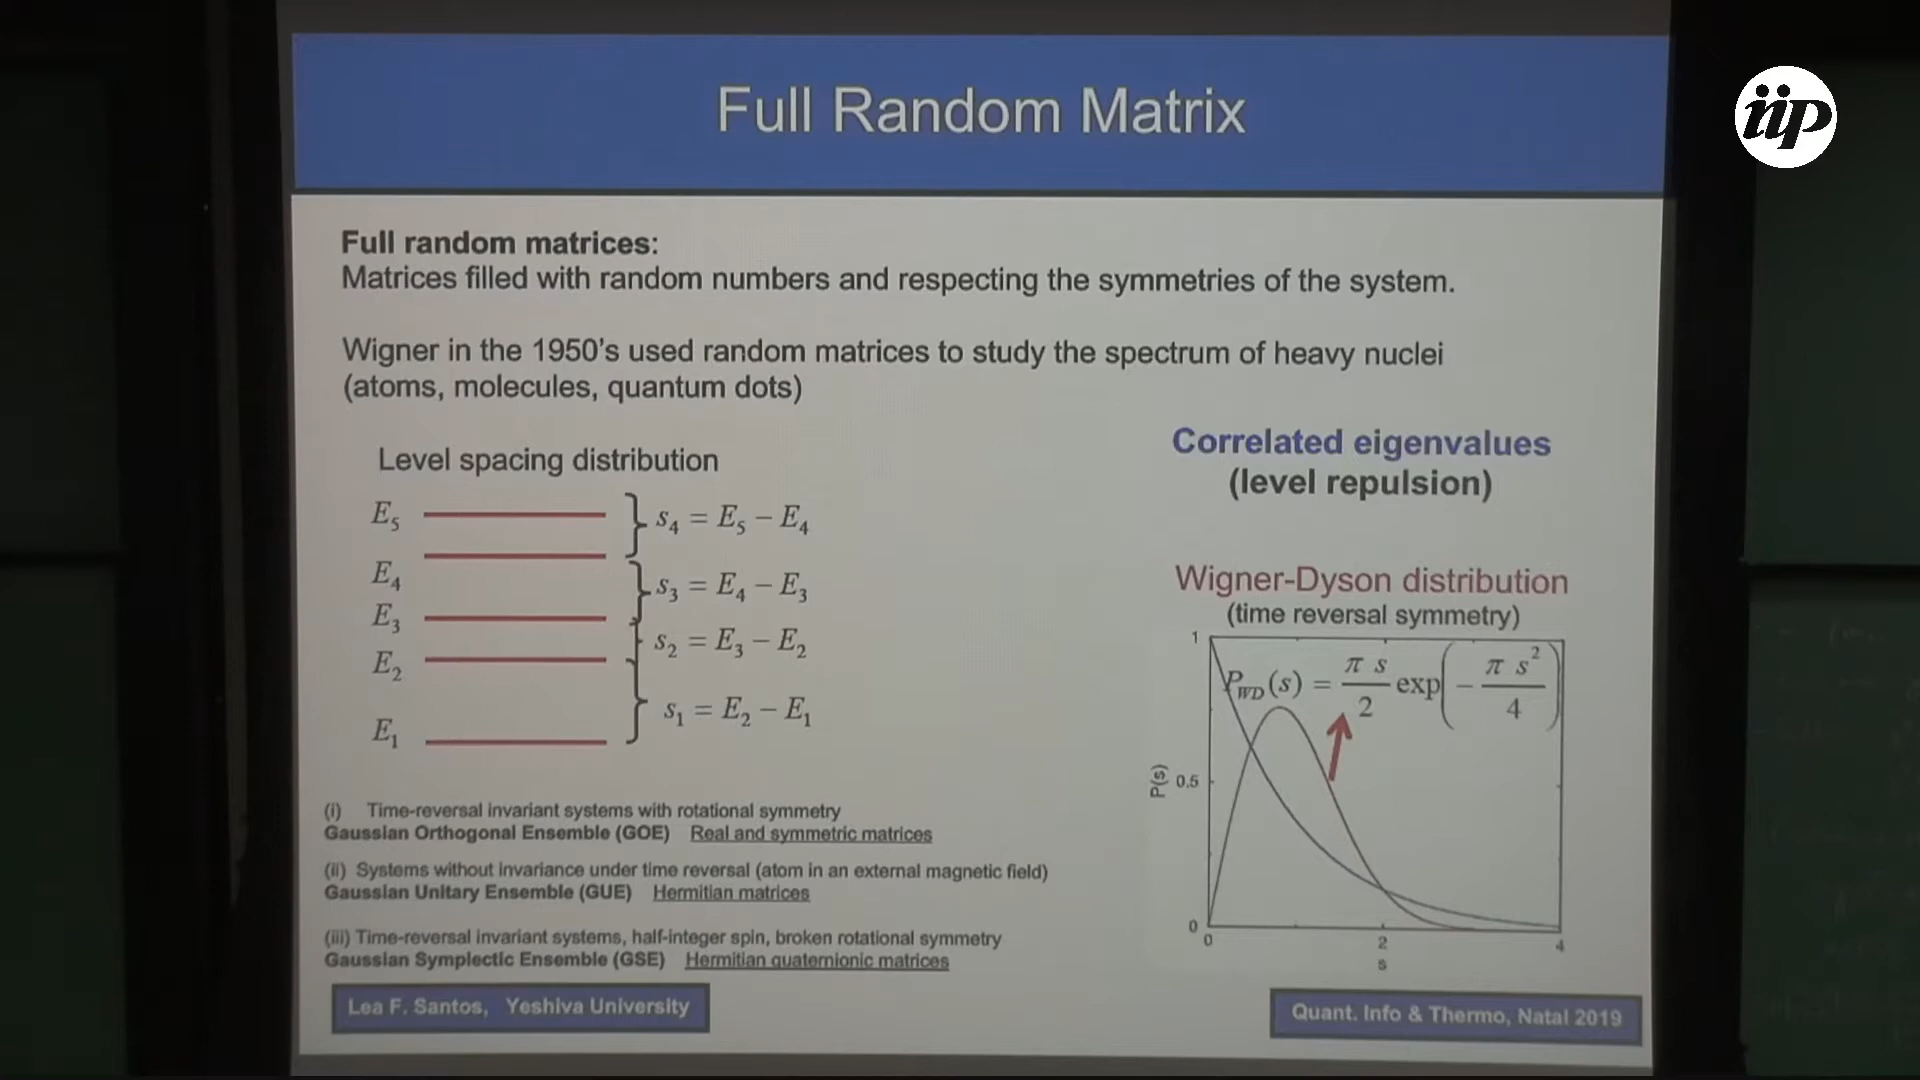 iip
Full Random Matrix
Full random matrices:
Matrices filled with random numbers and respecting the symmetries of the system.
Wigner in the 1950's used random matrices to study the spectrum of heavy nuclei
(atoms, molecules, quantum dots)
Level spacing distribution
E₅
s₄ = E₅ − E₄
E₄
s₃ = E₄ − E₃
E₃
s₂ = E₃ − E₂
E₂
s₁ = E₂ − E₁
E₁
Correlated eigenvalues
(level repulsion)
Wigner-Dyson distribution
(time reversal symmetry)
P_WD(s) = π s / 2 exp(− π s² / 4)
1
0.5
0
P(s)
0 2 4
s
(i) Time-reversal invariant systems with rotational symmetry
Gaussian Orthogonal Ensemble (GOE) Real and symmetric matrices
(ii) Systems without invariance under time reversal (atom in an external magnetic field)
Gaussian Unitary Ensemble (GUE) Hermitian matrices
(iii) Time-reversal invariant systems, half-integer spin, broken rotational symmetry
Gaussian Symplectic Ensemble (GSE) Hermitian quaternionic matrices
Lea F. Santos, Yeshiva University
Quant. Info & Thermo, Natal 2019